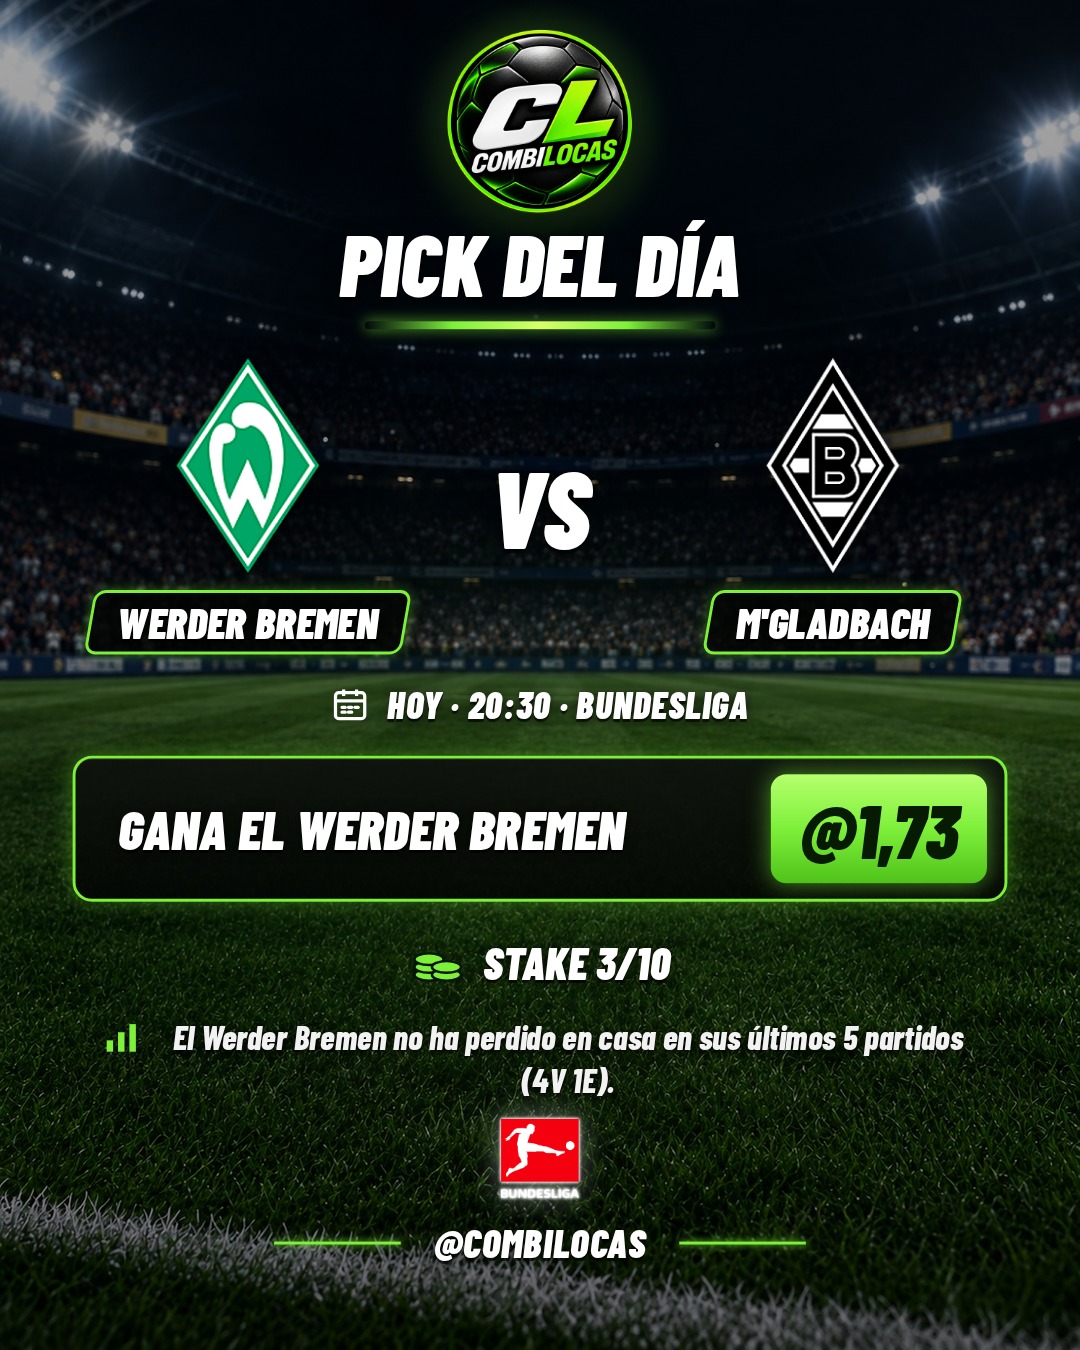 CL
COMBILOCAS
PICK DEL DÍA
VS
WERDER BREMEN
M'GLADBACH
HOY · 20:30 · BUNDESLIGA
GANA EL WERDER BREMEN
@1,73
STAKE 3/10
El Werder Bremen no ha perdido en casa en sus últimos 5 partidos
(4V 1E).
BUNDESLIGA
@COMBILOCAS